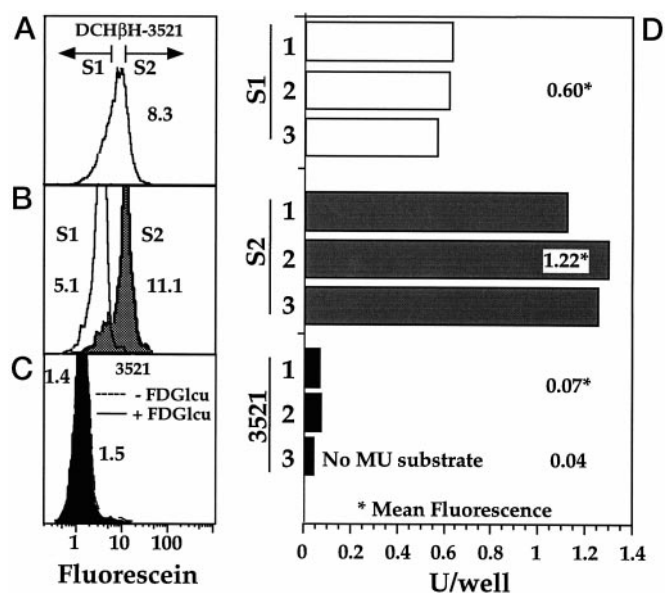 A
DCHβH-3521
S1 S2
8.3
B
S1 S2
5.1 11.1
C
1.4 3521
- FDGlcu
+ FDGlcu
1.5
1 10 100
Fluorescein
D
S1
1
2 0.60*
3
S2
1
2 1.22*
3
3521
1 0.07*
2
3 No MU substrate 0.04
* Mean Fluorescence
0 0.2 0.4 0.6 0.8 1 1.2 1.4
U/well